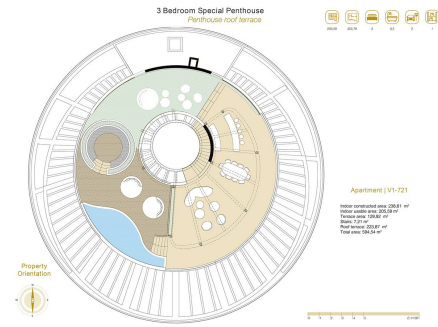 3 Bedroom Special Penthouse
Penthouse roof terrace
Apartment | V1-721
Indoor constructed area: 238,81 m²
Indoor usable area: 205,59 m²
Terrace area: 129,82 m²
Stairs: 7,21 m²
Roof terrace: 223,87 m²
Total area: 594,54 m²
Property
Orientation